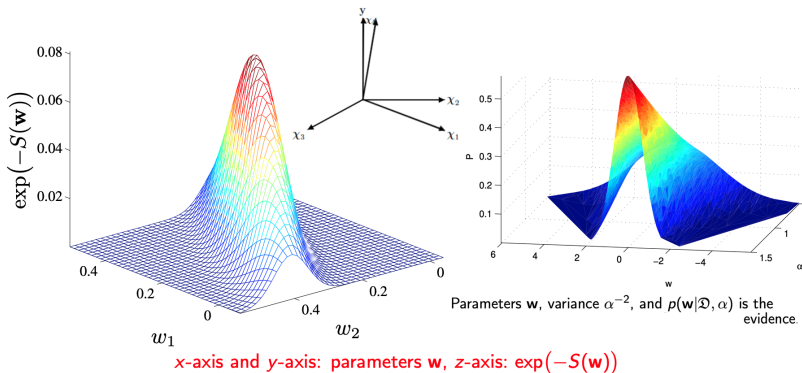 0.08
0.06
0.04
0.02
exp(−S(w))
0.4
0.2
0
w₁
0.4
0.2
0
w₂
y
χ₂
χ₁
χ₃
0.5
0.4
0.3
0.2
0.1
P
6
4
2
0
−2
−4
w
1.5
1
α
Parameters w, variance α⁻², and p(w|𝔇, α) is the
evidence.
x-axis and y-axis: parameters w, z-axis: exp(−S(w))